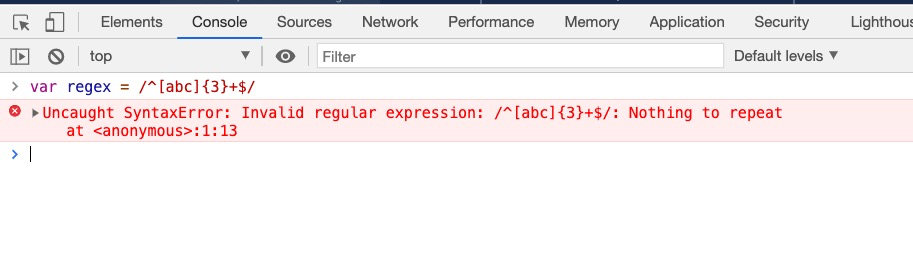 Elements Console Sources Network Performance Memory Application Security Lighthous
top ▼ Filter Default levels ▼
> var regex = /^[abc]{3}+$/
▶Uncaught SyntaxError: Invalid regular expression: /^[abc]{3}+$/: Nothing to repeat
at <anonymous>:1:13
>